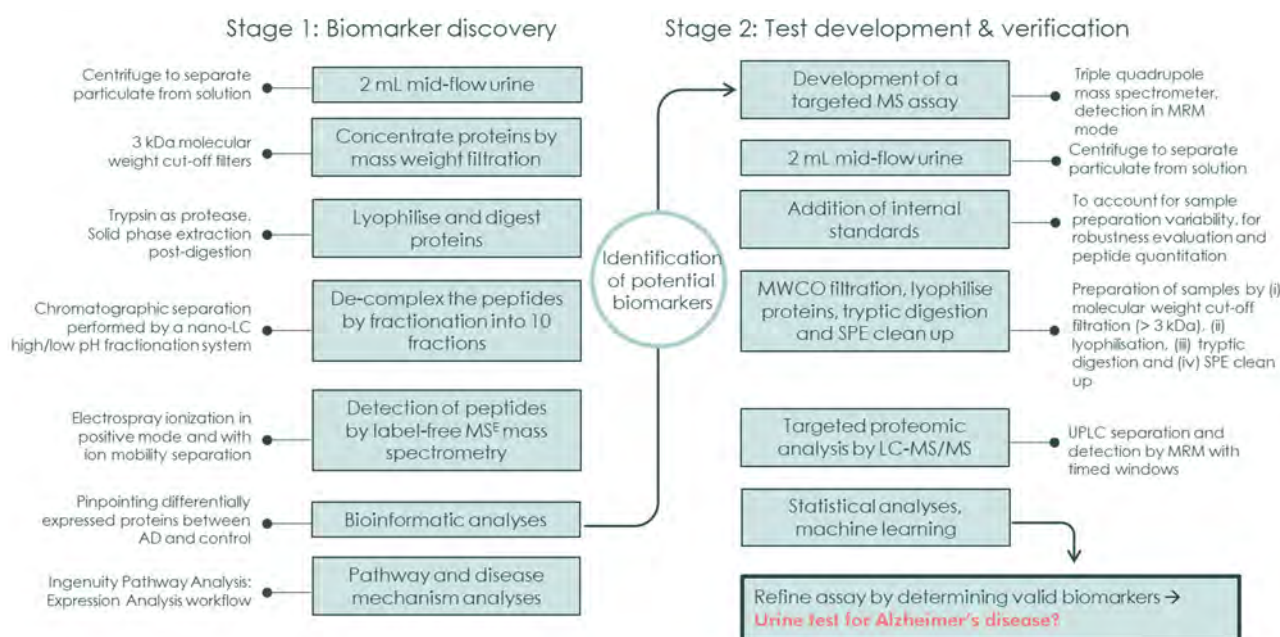 Stage 1: Biomarker discovery
Centrifuge to separate
particulate from solution
2 mL mid-flow urine
3 kDa molecular
weight cut-off filters
Concentrate proteins by
mass weight filtration
Trypsin as protease.
Solid phase extraction
post-digestion
Lyophilise and digest
proteins
Chromatographic separation
performed by a nano-LC
high/low pH fractionation system
De-complex the peptides
by fractionation into 10
fractions
Electrospray ionization in
positive mode and with
ion mobility separation
Detection of peptides
by label-free MSᴱ mass
spectrometry
Pinpointing differentially
expressed proteins between
AD and control
Bioinformatic analyses
Ingenuity Pathway Analysis:
Expression Analysis workflow
Pathway and disease
mechanism analyses
Identification
of potential
biomarkers
Stage 2: Test development & verification
Development of a
targeted MS assay
Triple quadrupole
mass spectrometer,
detection in MRM
mode
2 mL mid-flow urine
Centrifuge to separate
particulate from solution
Addition of internal
standards
To account for sample
preparation variability, for
robustness evaluation and
peptide quantitation
MWCO filtration, lyophilise
proteins, tryptic digestion
and SPE clean up
Preparation of samples by (i)
molecular weight cut-off
filtration (> 3 kDa), (ii)
lyophilisation, (iii) tryptic
digestion and (iv) SPE clean
up
Targeted proteomic
analysis by LC-MS/MS
UPLC separation and
detection by MRM with
timed windows
Statistical analyses,
machine learning
Refine assay by determining valid biomarkers →
Urine test for Alzheimer's disease?